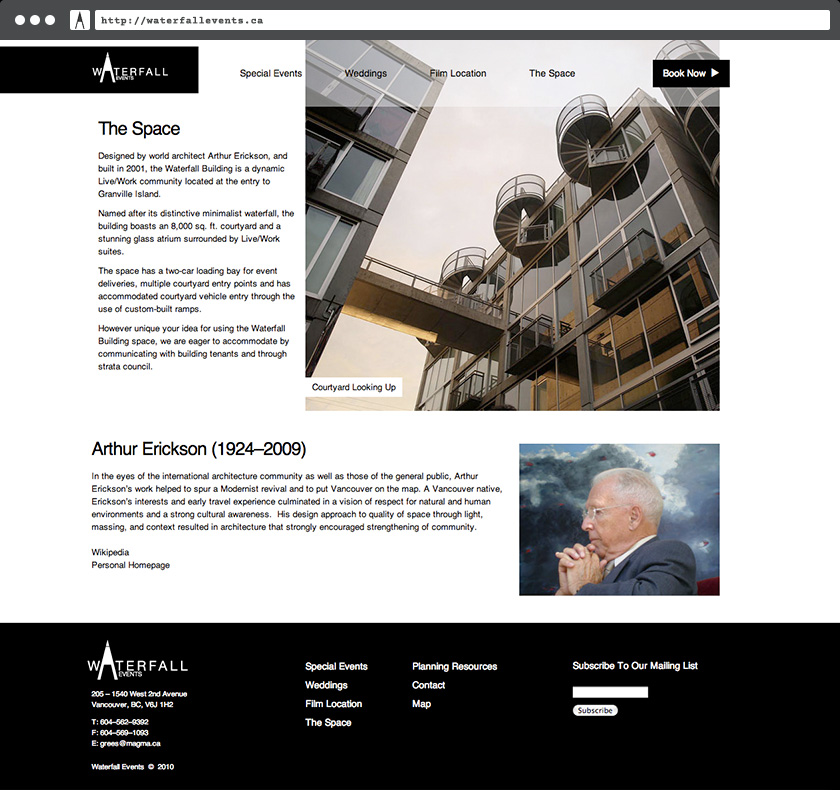 http://waterfallevents.ca
WATERFALL
EVENTS
Special Events
Weddings
Film Location
The Space
Book Now
The Space
Designed by world architect Arthur Erickson, and
built in 2001, the Waterfall Building is a dynamic
Live/Work community located at the entry to
Granville Island.
Named after its distinctive minimalist waterfall, the
building boasts an 8,000 sq. ft. courtyard and a
stunning glass atrium surrounded by Live/Work
suites.
The space has a two-car loading bay for event
deliveries, multiple courtyard entry points and has
accommodated courtyard vehicle entry through the
use of custom-built ramps.
However unique your idea for using the Waterfall
Building space, we are eager to accommodate by
communicating with building tenants and through
strata council.
Courtyard Looking Up
Arthur Erickson (1924–2009)
In the eyes of the international architecture community as well as those of the general public, Arthur
Erickson's work helped to spur a Modernist revival and to put Vancouver on the map. A Vancouver native,
Erickson's interests and early travel experience culminated in a vision of respect for natural and human
environments and a strong cultural awareness. His design approach to quality of space through light,
massing, and context resulted in architecture that strongly encouraged strengthening of community.
Wikipedia
Personal Homepage
WATERFALL
EVENTS
205 – 1540 West 2nd Avenue
Vancouver, BC, V6J 1H2
T: 604–562–9392
F: 604–569–1093
E: grees@magma.ca
Waterfall Events © 2010
Special Events
Weddings
Film Location
The Space
Planning Resources
Contact
Map
Subscribe To Our Mailing List
Subscribe